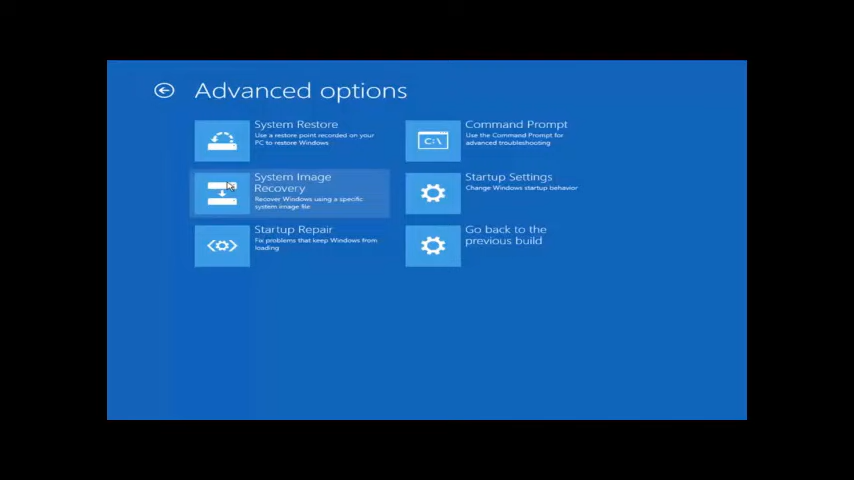 Advanced options
System Restore
Use a restore point recorded on your
PC to restore Windows
System Image
Recovery
Recover Windows using a specific
system image file
Startup Repair
Fix problems that keep Windows from
loading
C:\
Command Prompt
Use the Command Prompt for
advanced troubleshooting
Startup Settings
Change Windows startup behavior
Go back to the
previous build